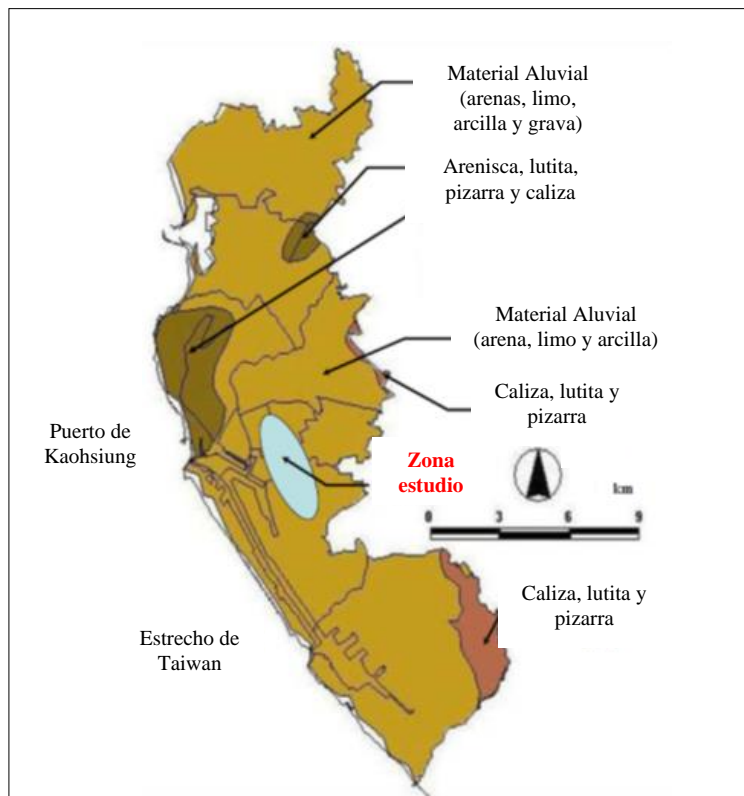 Material Aluvial
(arenas, limo,
arcilla y grava)
Arenisca, lutita,
pizarra y caliza
Material Aluvial
(arena, limo y arcilla)
Caliza, lutita y
pizarra
Puerto de
Kaohsiung
Zona
estudio
km
0 3 6 9
Caliza, lutita y
pizarra
Estrecho de
Taiwan